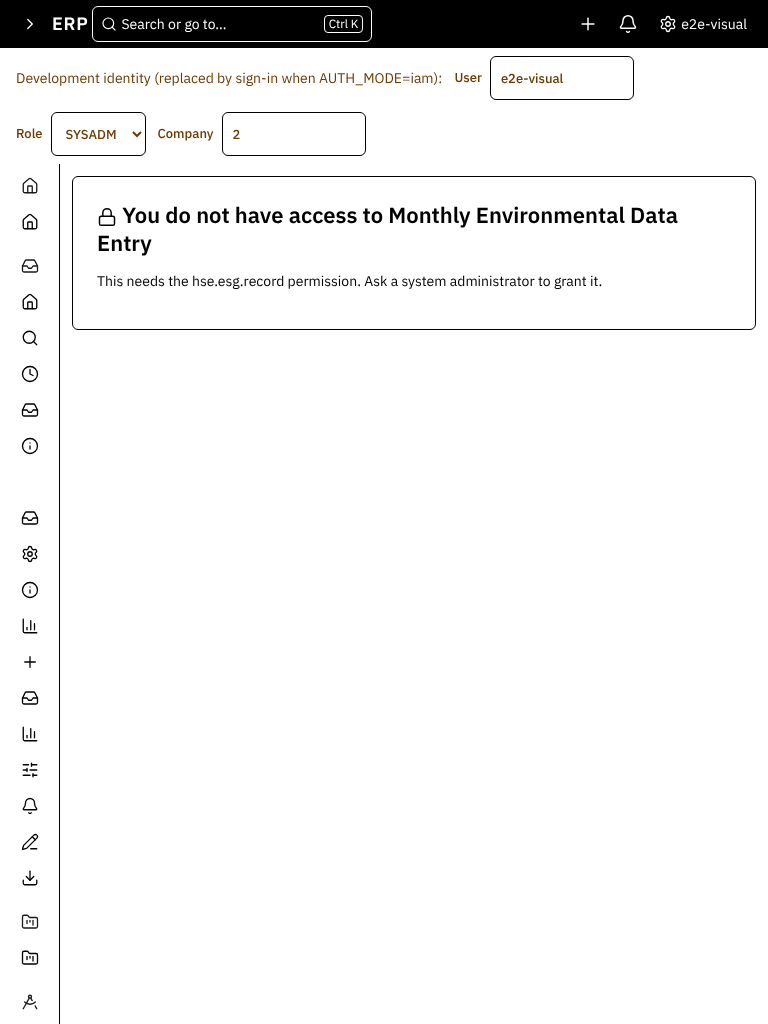 ERP
Search or go to...
Ctrl K
e2e-visual
Development identity (replaced by sign-in when AUTH_MODE=iam):
User
e2e-visual
Role
SYSADM
Company
2
You do not have access to Monthly Environmental Data
Entry
This needs the hse.esg.record permission. Ask a system administrator to grant it.